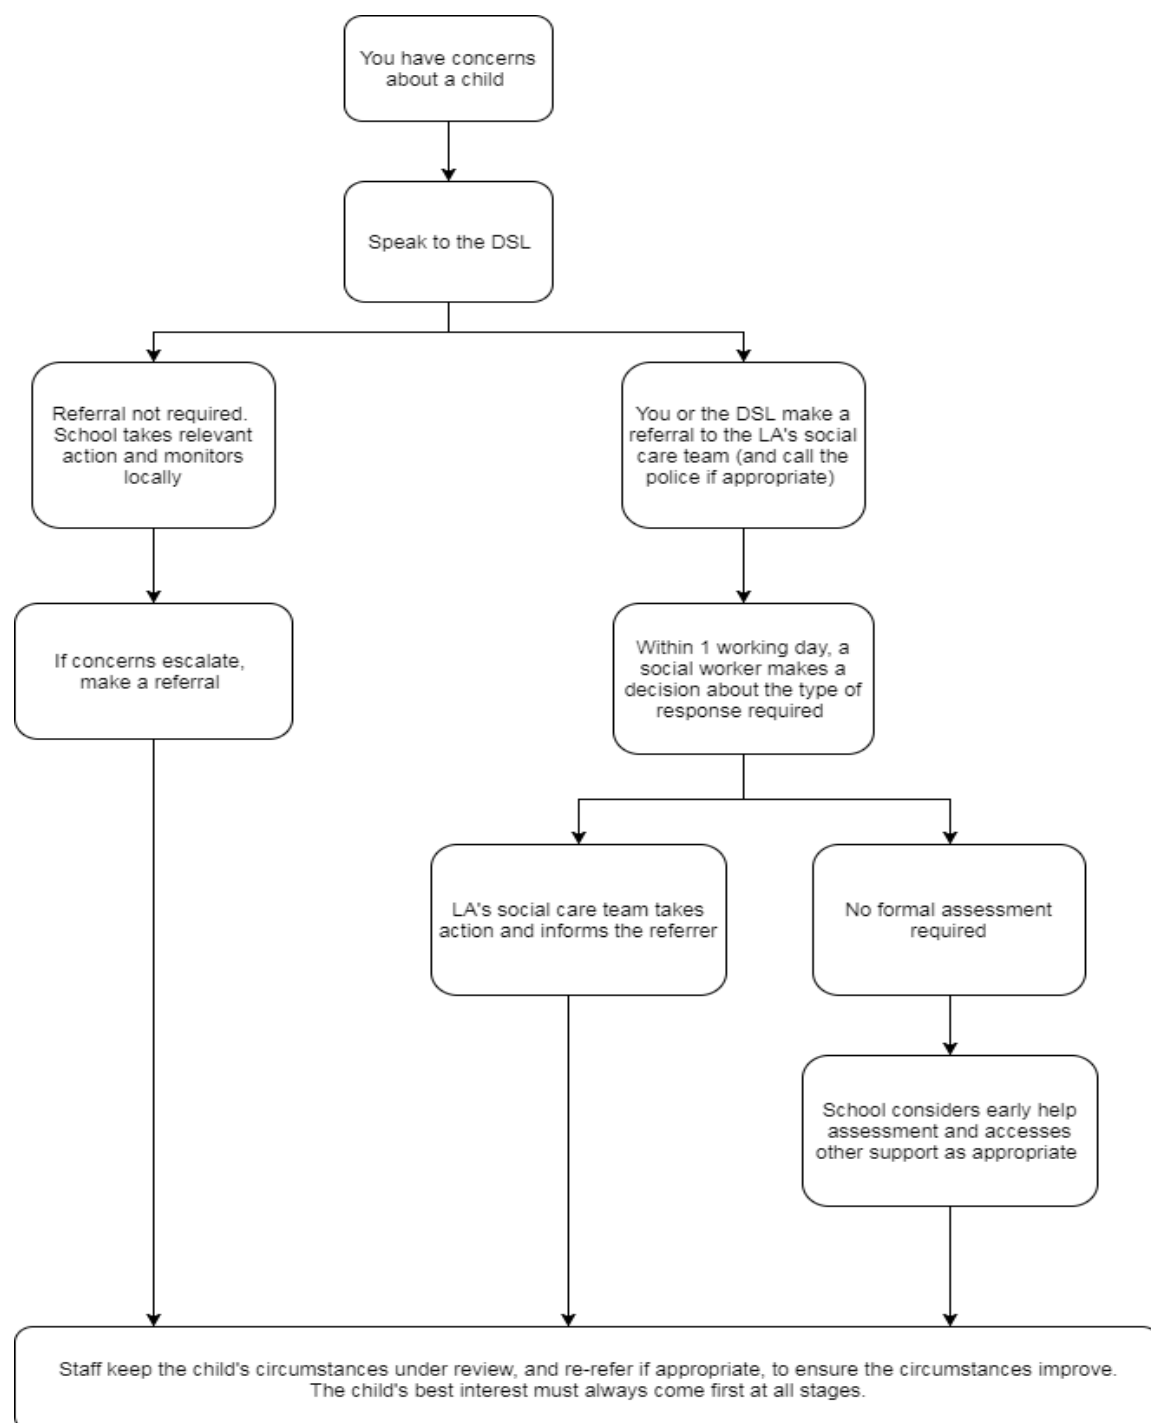 You have concerns
about a child
Speak to the DSL
Referral not required.
School takes relevant
action and monitors
locally
You or the DSL make a
referral to the LA's social
care team (and call the
police if appropriate)
If concerns escalate,
make a referral
Within 1 working day, a
social worker makes a
decision about the type of
response required
LA's social care team takes
action and informs the referrer
No formal assessment
required
School considers early help
assessment and accesses
other support as appropriate
Staff keep the child's circumstances under review, and re-refer if appropriate, to ensure the circumstances improve.
The child's best interest must always come first at all stages.